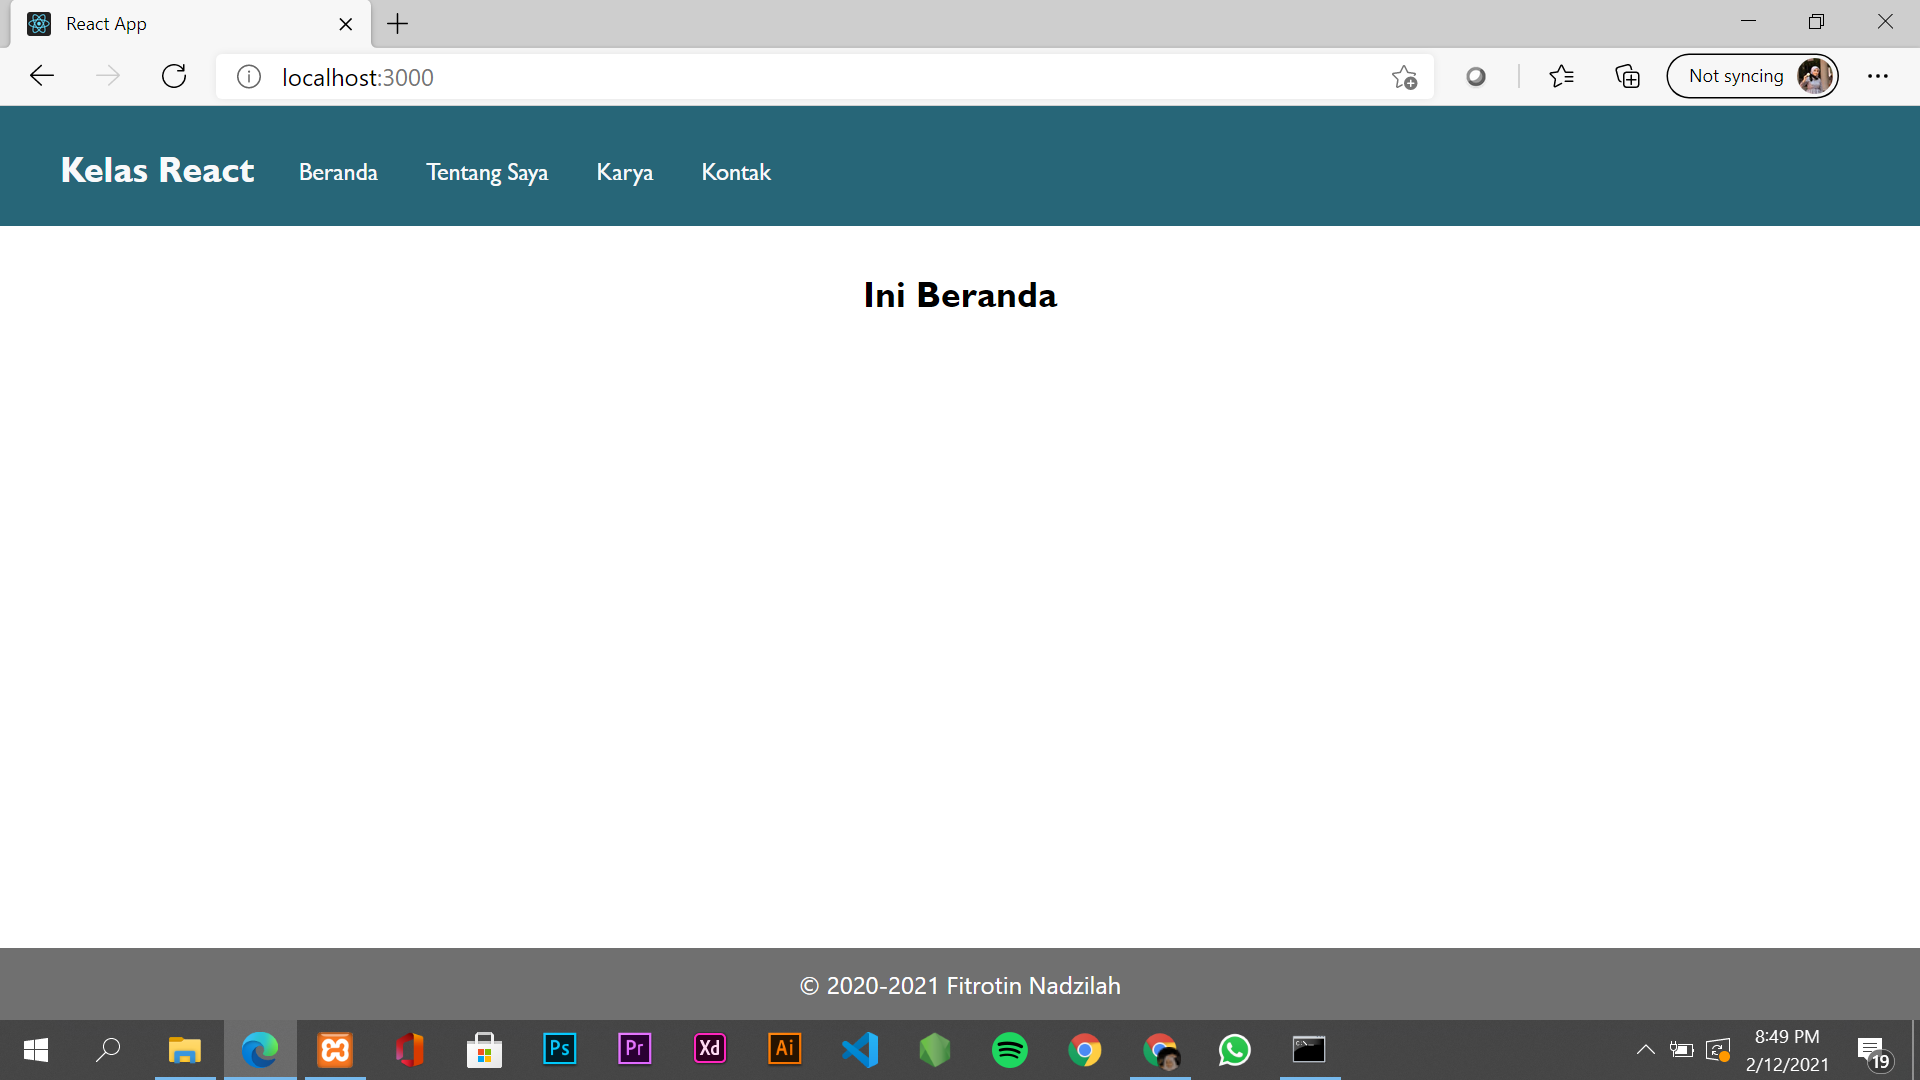 React App
localhost:3000
Not syncing
Kelas React Beranda Tentang Saya Karya Kontak
Ini Beranda
© 2020-2021 Fitrotin Nadzilah
Ps Pr Xd Ai
8:49 PM
2/12/2021
19